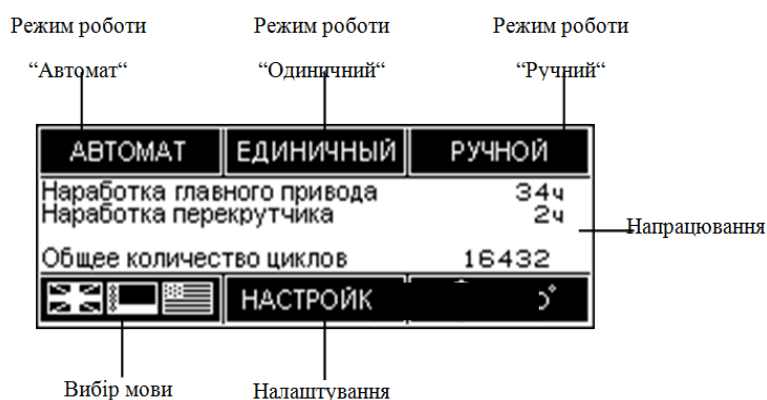 Режим роботи Режим роботи Режим роботи
“Автомат“ “Одиничний“ “Ручний“
АВТОМАТ ЕДИНИЧНЫЙ РУЧНОЙ
Наработка главного привода 34ч
Наработка перекрутчика 2ч
Напрацювання
Общее количество циклов 16432
НАСТРОЙК
Вибір мови Налаштування